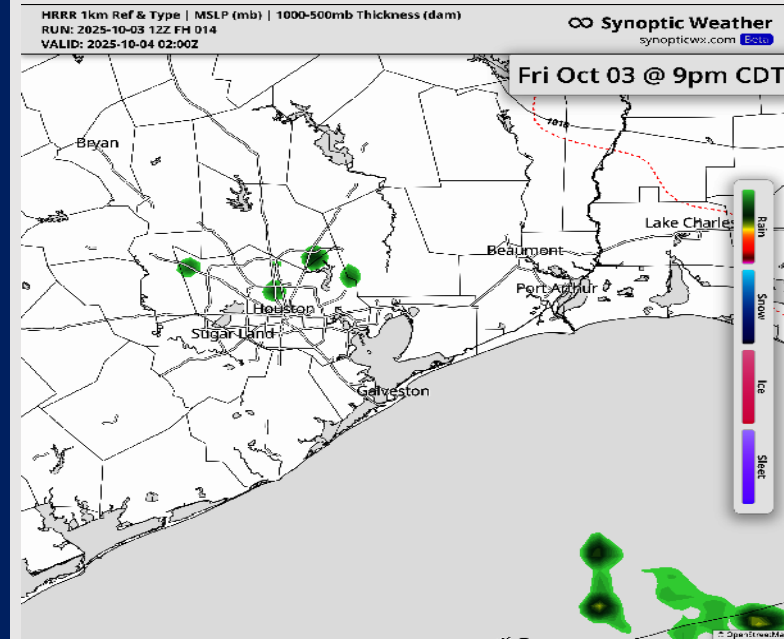 HRRR 1km Ref & Type | MSLP (mb) | 1000-500mb Thickness (dam)
RUN: 2025-10-03 12Z FH 014
VALID: 2025-10-04 02:00Z
Synoptic Weather
synopticwx.com Beta
Fri Oct 03 @ 9pm CDT
1018
Bryan
Rain
Lake Charles
Beaumont
Port Arthur
Snow
Houston
Sugar Land
Ice
Galveston
Sleet
© OpenStreetMa